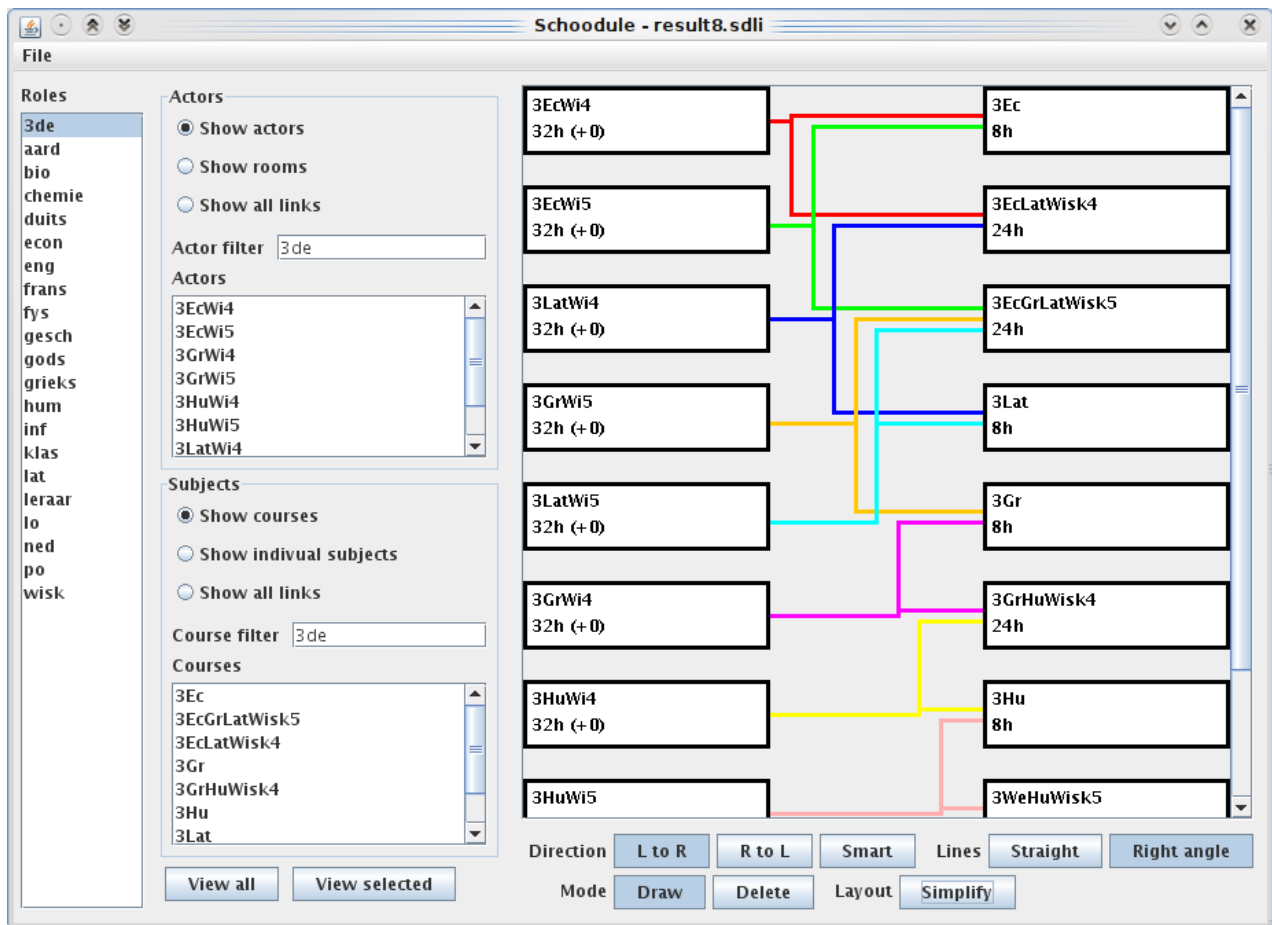 Schoodule - result8.sdli
File
Roles
3de
aard
bio
chemie
duits
econ
eng
frans
fys
gesch
gods
grieks
hum
inf
klas
lat
leraar
lo
ned
po
wisk
Actors
Show actors
Show rooms
Show all links
Actor filter 3de
Actors
3EcWi4
3EcWi5
3GrWi4
3GrWi5
3HuWi4
3HuWi5
3LatWi4
Subjects
Show courses
Show indivual subjects
Show all links
Course filter 3de
Courses
3Ec
3EcGrLatWisk5
3EcLatWisk4
3Gr
3GrHuWisk4
3Hu
3Lat
View all View selected
3EcWi4
32h (+0)
3EcWi5
32h (+0)
3LatWi4
32h (+0)
3GrWi5
32h (+0)
3LatWi5
32h (+0)
3GrWi4
32h (+0)
3HuWi4
32h (+0)
3HuWi5
3Ec
8h
3EcLatWisk4
24h
3EcGrLatWisk5
24h
3Lat
8h
3Gr
8h
3GrHuWisk4
24h
3Hu
8h
3WeHuWisk5
Direction L to R R to L Smart Lines Straight Right angle
Mode Draw Delete Layout Simplify